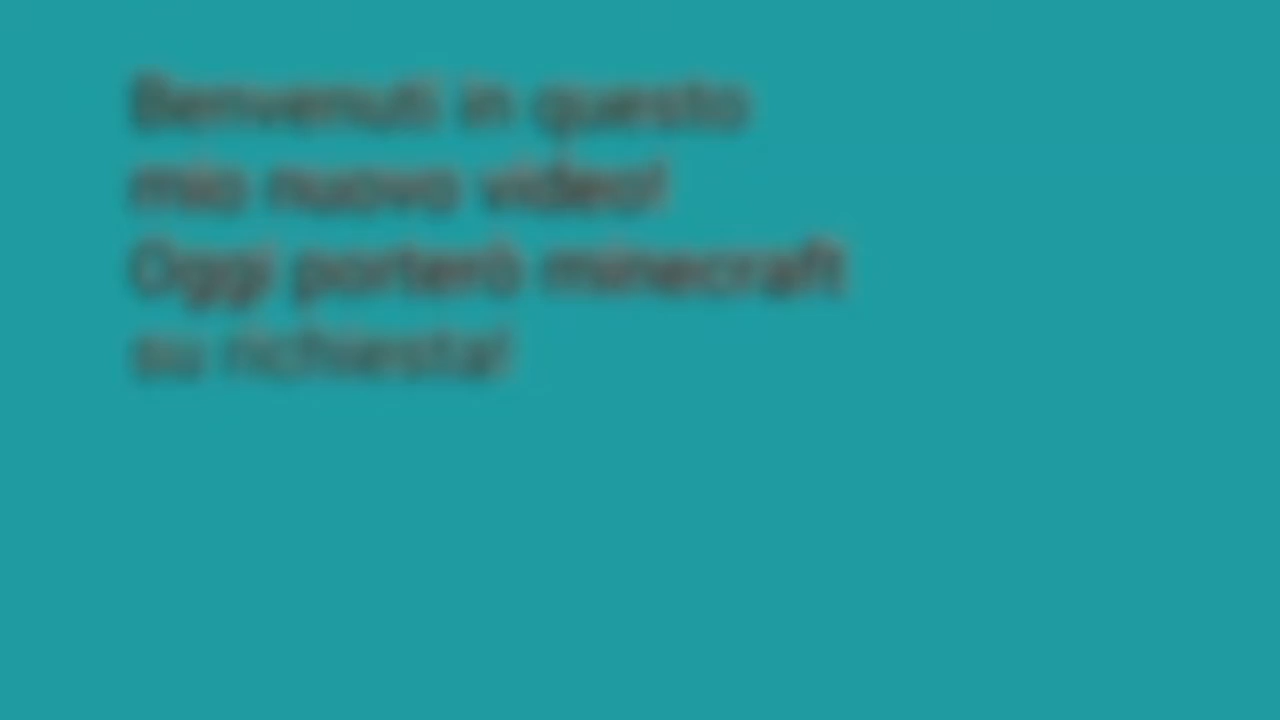 Benvenuti in questo
mio nuovo video!
Oggi porterò minecraft
su richiesta!